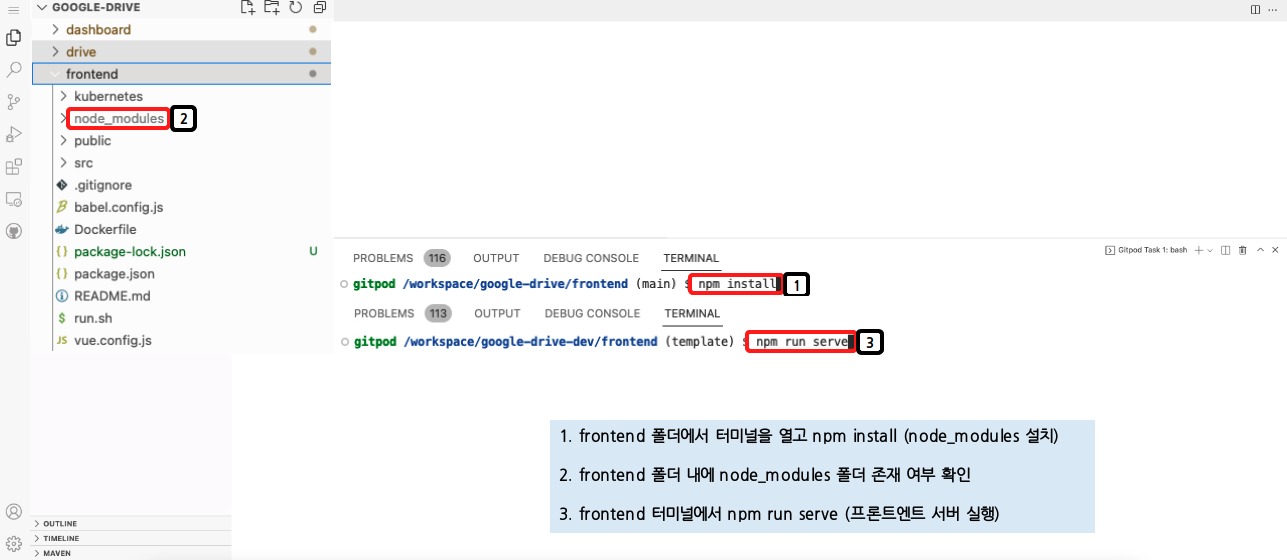 GOOGLE-DRIVE
dashboard
drive
frontend
kubernetes
node_modules 2
public
src
.gitignore
babel.config.js
Dockerfile
package-lock.json U
package.json
README.md
run.sh
vue.config.js
OUTLINE
TIMELINE
MAVEN
PROBLEMS 116 OUTPUT DEBUG CONSOLE TERMINAL Gitpod Task 1: bash
gitpod /workspace/google-drive/frontend (main) $ npm install 1
PROBLEMS 113 OUTPUT DEBUG CONSOLE TERMINAL
gitpod /workspace/google-drive-dev/frontend (template) $ npm run serve 3
1. frontend 폴더에서 터미널을 열고 npm install (node_modules 설치)
2. frontend 폴더 내에 node_modules 폴더 존재 여부 확인
3. frontend 터미널에서 npm run serve (프론트엔트 서버 실행)